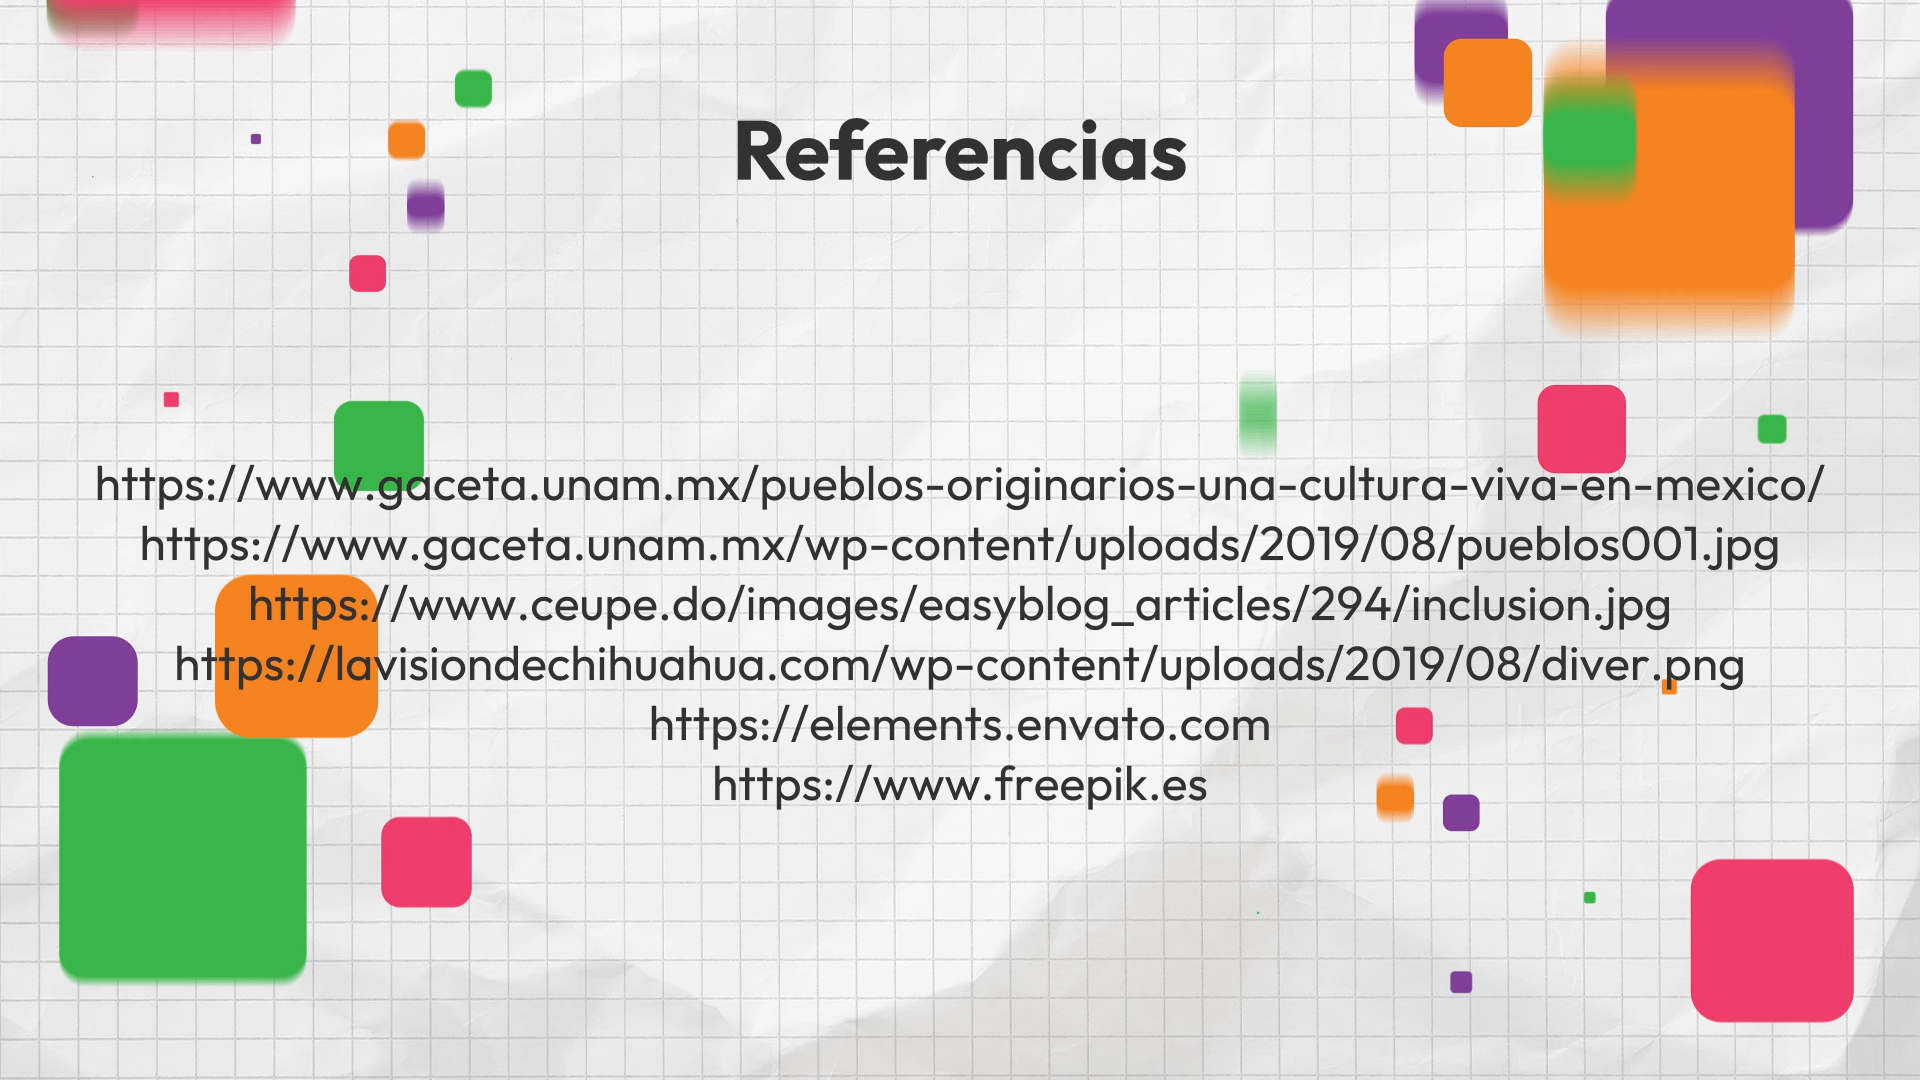 Referencias
https://www.gaceta.unam.mx/pueblos-originarios-una-cultura-viva-en-mexico/
https://www.gaceta.unam.mx/wp-content/uploads/2019/08/pueblos001.jpg
https://www.ceupe.do/images/easyblog_articles/294/inclusion.jpg
https://lavisiondechihuahua.com/wp-content/uploads/2019/08/diver.png
https://elements.envato.com
https://www.freepik.es